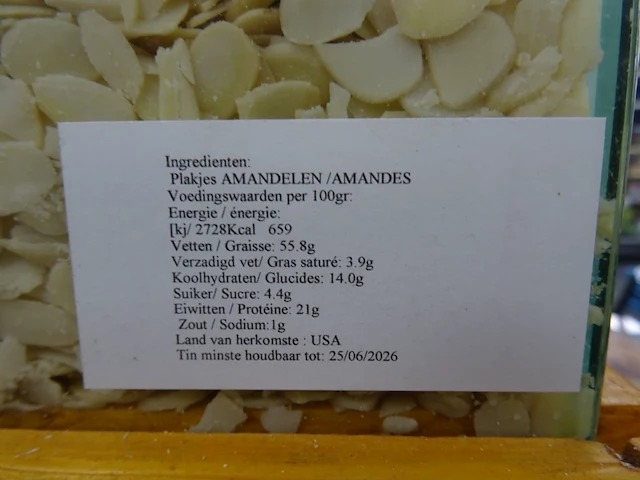 Ingredienten:
Plakjes AMANDELEN /AMANDES
Voedingswaarden per 100gr:
Energie / énergie:
[kj/ 2728Kcal 659
Vetten / Graisse: 55.8g
Verzadigd vet/ Gras saturé: 3.9g
Koolhydraten/ Glucides: 14.0g
Suiker/ Sucre: 4.4g
Eiwitten / Protéine: 21g
Zout / Sodium:1g
Land van herkomste : USA
Tin minste houdbaar tot: 25/06/2026